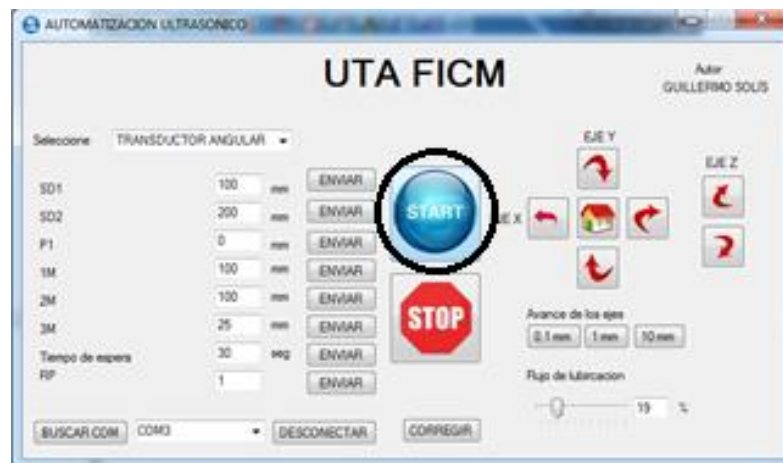 AUTOMATIZACION ULTRASONICO
UTA FICM
Autor
GUILLERMO SOLIS
Seleccione TRANSDUCTOR ANGULAR
SD1 100 mm ENVIAR
SD2 200 mm ENVIAR
P1 0 mm ENVIAR
1M 100 mm ENVIAR
2M 100 mm ENVIAR
3M 25 mm ENVIAR
Tiempo de espera 30 seg ENVIAR
RP 1 ENVIAR
START
STOP
EJE Y
EJE Z
EJE X
Avance de los ejes
0,1 mm 1 mm 10 mm
Flujo de lubircacion
19 %
BUSCAR COM COM3 DESCONECTAR CORREGIR